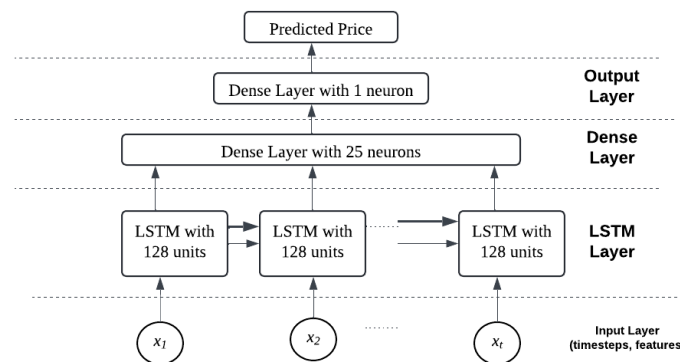 Predicted Price
Output
Layer
Dense Layer with 1 neuron
Dense
Layer
Dense Layer with 25 neurons
LSTM with
128 units
LSTM with
128 units
LSTM with
128 units
LSTM
Layer
x1
x2
xt
Input Layer
(timesteps, features